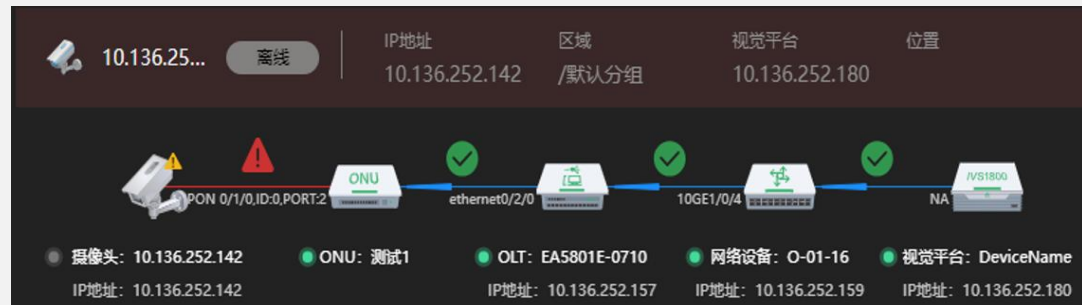 IP地址 区域 视觉平台 位置
10.136.25... 离线
10.136.252.142 /默认分组 10.136.252.180
ONU IVS1800
PON 0/1/0,ID:0,PORT:2 ethernet0/2/0 10GE1/0/4 NA
摄像头: 10.136.252.142 ONU: 测试1 OLT: EA5801E-0710 网络设备: O-01-16 视觉平台: DeviceName
IP地址: 10.136.252.142 IP地址: 10.136.252.157 IP地址: 10.136.252.159 IP地址: 10.136.252.180